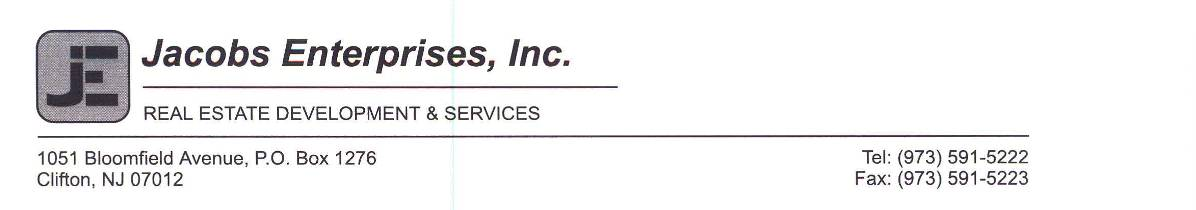 JE
Jacobs Enterprises, Inc.
REAL ESTATE DEVELOPMENT & SERVICES
1051 Bloomfield Avenue, P.O. Box 1276
Clifton, NJ 07012
Tel: (973) 591-5222
Fax: (973) 591-5223